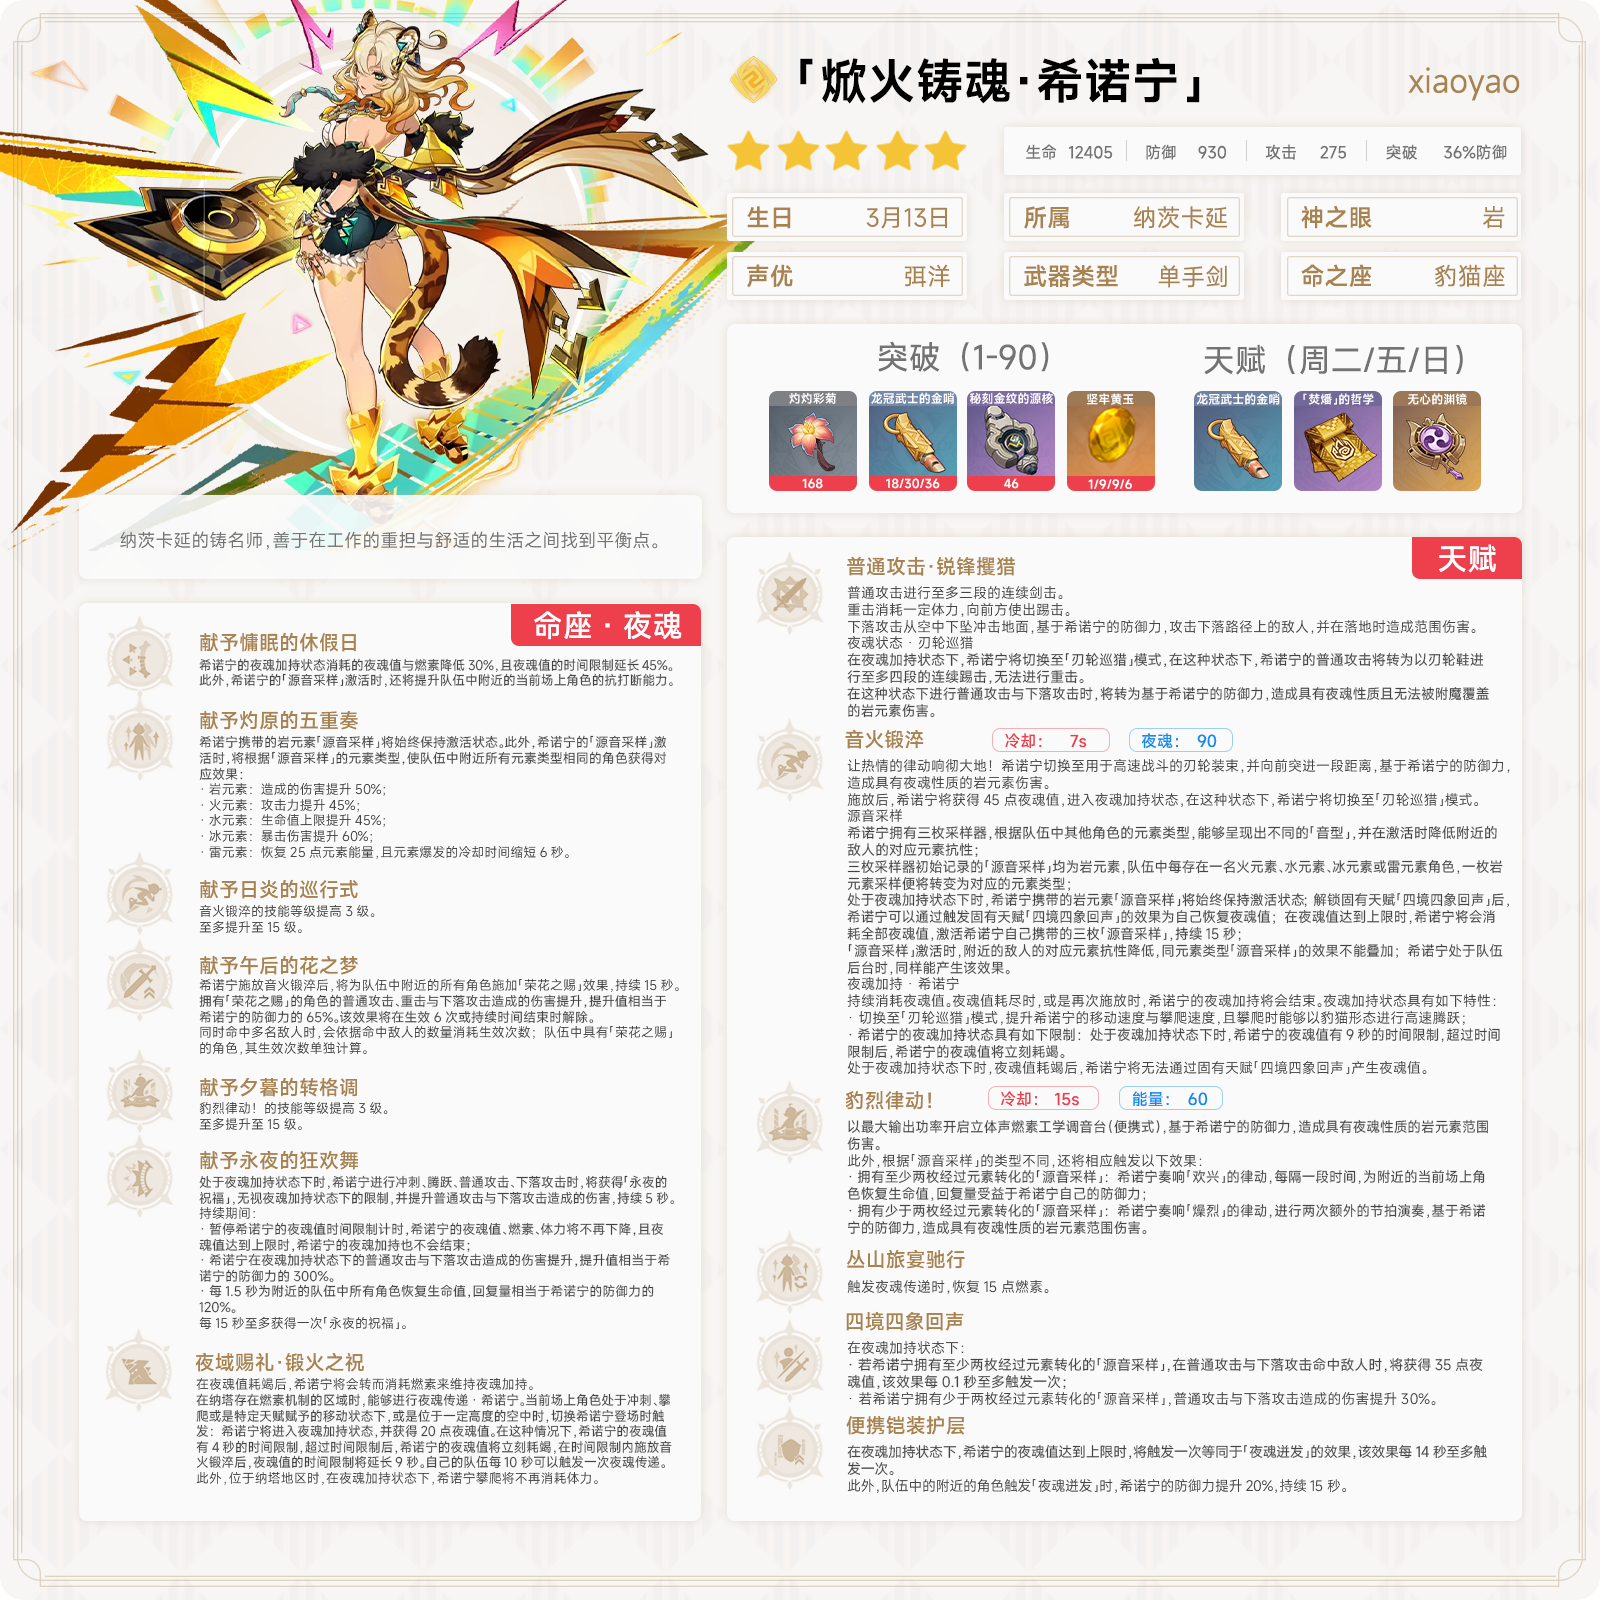 「焮火铸魂·希诺宁」
xiaoyao
生命 12405 防御 930 攻击 275 突破 36%防御
生日 3月13日
所属 纳茨卡延
神之眼 岩
声优 弭洋
武器类型 单手剑
命之座 豹猫座
突破（1-90）
天赋（周二/五/日）
灼灼彩菊 龙冠武士的金哨 秘刻金纹的源核 坚牢黄玉
168 18/30/36 46 1/9/9/6
龙冠武士的金哨 「焚燔」的哲学 无心的渊镜
纳茨卡延的铸名师,善于在工作的重担与舒适的生活之间找到平衡点。
命座·夜魂
献予慵眠的休假日
希诺宁的夜魂加持状态消耗的夜魂值与燃素降低 30%,且夜魂值的时间限制延长45%。
此外,希诺宁的「源音采样」激活时,还将提升队伍中附近的当前场上角色的抗打断能力。
献予灼原的五重奏
希诺宁携带的岩元素「源音采样」将始终保持激活状态。此外,希诺宁的「源音采样」激
活时,将根据「源音采样」的元素类型,使队伍中附近所有元素类型相同的角色获得对
应效果:
· 岩元素：造成的伤害提升 50%;
· 火元素：攻击力提升 45%;
· 水元素：生命值上限提升 45%;
· 冰元素：暴击伤害提升 60%;
· 雷元素：恢复 25 点元素能量,且元素爆发的冷却时间缩短 6 秒。
献予日炎的巡行式
音火锻淬的技能等级提高 3 级。
至多提升至 15 级。
献予午后的花之梦
希诺宁施放音火锻淬后,将为队伍中附近的所有角色施加「荣花之赐」效果,持续 15 秒。
拥有「荣花之赐」的角色的普通攻击、重击与下落攻击造成的伤害提升,提升值相当于
希诺宁的防御力的 65%。该效果将在生效 6 次或持续时间结束时解除。
同时命中多名敌人时,会依据命中敌人的数量消耗生效次数；队伍中具有「荣花之赐」
的角色,其生效次数单独计算。
献予夕暮的转格调
豹烈律动！的技能等级提高 3 级。
至多提升至 15 级。
献予永夜的狂欢舞
处于夜魂加持状态下时,希诺宁进行冲刺、腾跃、普通攻击、下落攻击时,将获得「永夜的
祝福」,无视夜魂加持状态下的限制,并提升普通攻击与下落攻击造成的伤害,持续 5 秒。
持续期间:
· 暂停希诺宁的夜魂值时间限制计时,希诺宁的夜魂值、燃素、体力将不再下降,且夜
魂值达到上限时,希诺宁的夜魂加持也不会结束;
· 希诺宁在夜魂加持状态下的普通攻击与下落攻击造成的伤害提升,提升值相当于希
诺宁的防御力的 300%。
· 每 1.5 秒为附近的队伍中所有角色恢复生命值,回复量相当于希诺宁的防御力的
120%。
每 15 秒至多获得一次「永夜的祝福」。
夜域赐礼·锻火之祝
在夜魂值耗竭后,希诺宁将会转而消耗燃素来维持夜魂加持。
在纳塔存在燃素机制的区域时,能够进行夜魂传递 · 希诺宁。当前场上角色处于冲刺、攀
爬或是特定天赋赋予的移动状态下,或是位于一定高度的空中时,切换希诺宁登场时触
发：希诺宁将进入夜魂加持状态,并获得 20 点夜魂值。在这种情况下,希诺宁的夜魂值
有 4 秒的时间限制,超过时间限制后,希诺宁的夜魂值将立刻耗竭,在时间限制内施放音
火锻淬后,夜魂值的时间限制将延长 9 秒。自己的队伍每 10 秒可以触发一次夜魂传递。
此外,位于纳塔地区时,在夜魂加持状态下,希诺宁攀爬将不再消耗体力。
天赋
普通攻击·锐锋攫猎
普通攻击进行至多三段的连续剑击。
重击消耗一定体力,向前方使出踢击。
下落攻击从空中下坠冲击地面,基于希诺宁的防御力,攻击下落路径上的敌人,并在落地时造成范围伤害。
夜魂状态 · 刃轮巡猎
在夜魂加持状态下,希诺宁将切换至「刃轮巡猎」模式,在这种状态下,希诺宁的普通攻击将转为以刃轮鞋进
行至多四段的连续踢击,无法进行重击。
在这种状态下进行普通攻击与下落攻击时,将转为基于希诺宁的防御力,造成具有夜魂性质且无法被附魔覆盖
的岩元素伤害。
音火锻淬 冷却： 7s 夜魂： 90
让热情的律动响彻大地！希诺宁切换至用于高速战斗的刃轮装束,并向前突进一段距离,基于希诺宁的防御力,
造成具有夜魂性质的岩元素伤害。
施放后,希诺宁将获得 45 点夜魂值,进入夜魂加持状态,在这种状态下,希诺宁将切换至「刃轮巡猎」模式。
源音采样
希诺宁拥有三枚采样器,根据队伍中其他角色的元素类型,能够呈现出不同的「音型」,并在激活时降低附近的
敌人的对应元素抗性;
三枚采样器初始记录的「源音采样」均为岩元素,队伍中每存在一名火元素、水元素、冰元素或雷元素角色,一枚岩
元素采样便将转变为对应的元素类型;
处于夜魂加持状态下时,希诺宁携带的岩元素「源音采样」将始终保持激活状态; 解锁固有天赋「四境四象回声」后,
希诺宁可以通过触发固有天赋「四境四象回声」的效果为自己恢复夜魂值；在夜魂值达到上限时,希诺宁将会消
耗全部夜魂值,激活希诺宁自己携带的三枚「源音采样」,持续 15 秒;
「源音采样」激活时,附近的敌人的对应元素抗性降低,同元素类型「源音采样」的效果不能叠加；希诺宁处于队伍
后台时,同样能产生该效果。
夜魂加持 · 希诺宁
持续消耗夜魂值。夜魂值耗尽时,或是再次施放时,希诺宁的夜魂加持将会结束。夜魂加持状态具有如下特性：
· 切换至「刃轮巡猎」模式,提升希诺宁的移动速度与攀爬速度,且攀爬时能够以豹猫形态进行高速腾跃;
· 希诺宁的夜魂加持状态具有如下限制：处于夜魂加持状态下时,希诺宁的夜魂值有 9 秒的时间限制,超过时间
限制后,希诺宁的夜魂值将立刻耗竭。
处于夜魂加持状态下时,夜魂值耗竭后,希诺宁将无法通过固有天赋「四境四象回声」产生夜魂值。
豹烈律动！ 冷却： 15s 能量： 60
以最大输出功率开启立体声燃素工学调音台(便携式),基于希诺宁的防御力,造成具有夜魂性质的岩元素范围
伤害。
此外,根据「源音采样」的类型不同,还将相应触发以下效果:
· 拥有至少两枚经过元素转化的「源音采样」：希诺宁奏响「欢兴」的律动,每隔一段时间,为附近的当前场上角
色恢复生命值,回复量受益于希诺宁自己的防御力;
· 拥有少于两枚经过元素转化的「源音采样」：希诺宁奏响「燥烈」的律动,进行两次额外的节拍演奏,基于希诺
宁的防御力,造成具有夜魂性质的岩元素范围伤害。
丛山旅宴驰行
触发夜魂传递时,恢复 15 点燃素。
四境四象回声
在夜魂加持状态下:
· 若希诺宁拥有至少两枚经过元素转化的「源音采样」,在普通攻击与下落攻击命中敌人时,将获得 35 点夜
魂值,该效果每 0.1 秒至多触发一次;
· 若希诺宁拥有少于两枚经过元素转化的「源音采样」,普通攻击与下落攻击造成的伤害提升 30%。
便携铠装护层
在夜魂加持状态下,希诺宁的夜魂值达到上限时,将触发一次等同于「夜魂迸发」的效果,该效果每 14 秒至多触
发一次。
此外,队伍中的附近的角色触发「夜魂迸发」时,希诺宁的防御力提升 20%,持续 15 秒。